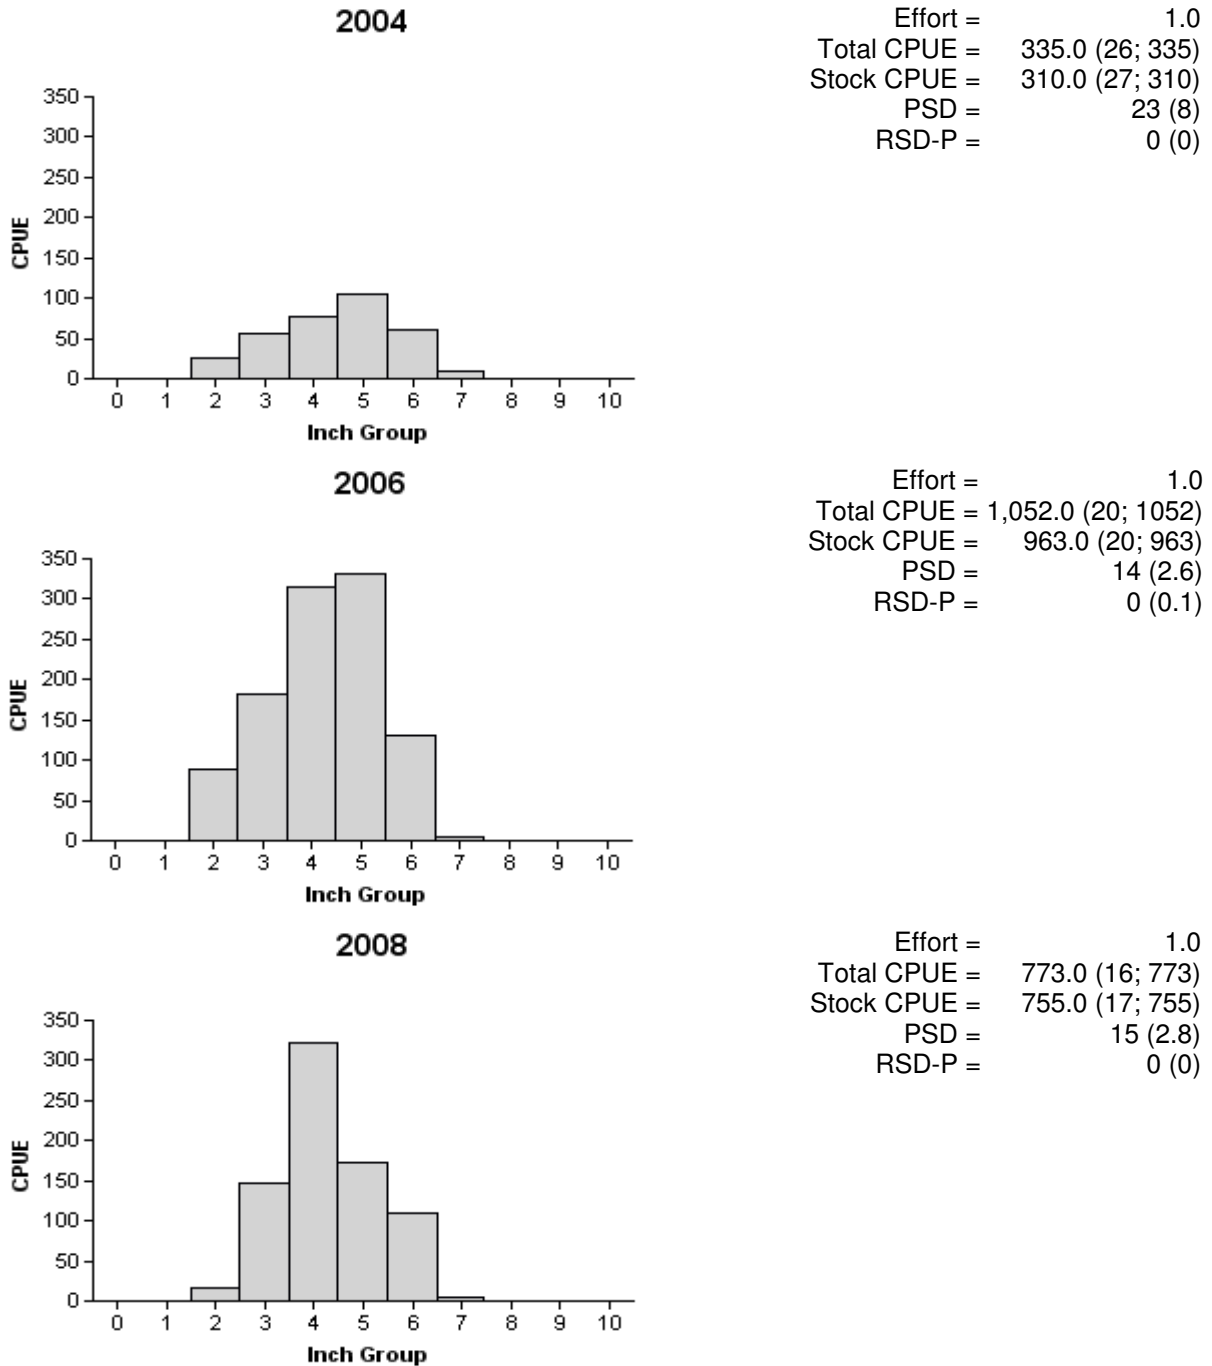 2004
Effort = 1.0
Total CPUE = 335.0 (26; 335)
Stock CPUE = 310.0 (27; 310)
PSD = 23 (8)
RSD-P = 0 (0)
350
300
250
200
150
100
50
0
CPUE
0 1 2 3 4 5 6 7 8 9 10
Inch Group
2006
Effort = 1.0
Total CPUE = 1,052.0 (20; 1052)
Stock CPUE = 963.0 (20; 963)
PSD = 14 (2.6)
RSD-P = 0 (0.1)
350
300
250
200
150
100
50
0
CPUE
0 1 2 3 4 5 6 7 8 9 10
Inch Group
2008
Effort = 1.0
Total CPUE = 773.0 (16; 773)
Stock CPUE = 755.0 (17; 755)
PSD = 15 (2.8)
RSD-P = 0 (0)
350
300
250
200
150
100
50
0
CPUE
0 1 2 3 4 5 6 7 8 9 10
Inch Group